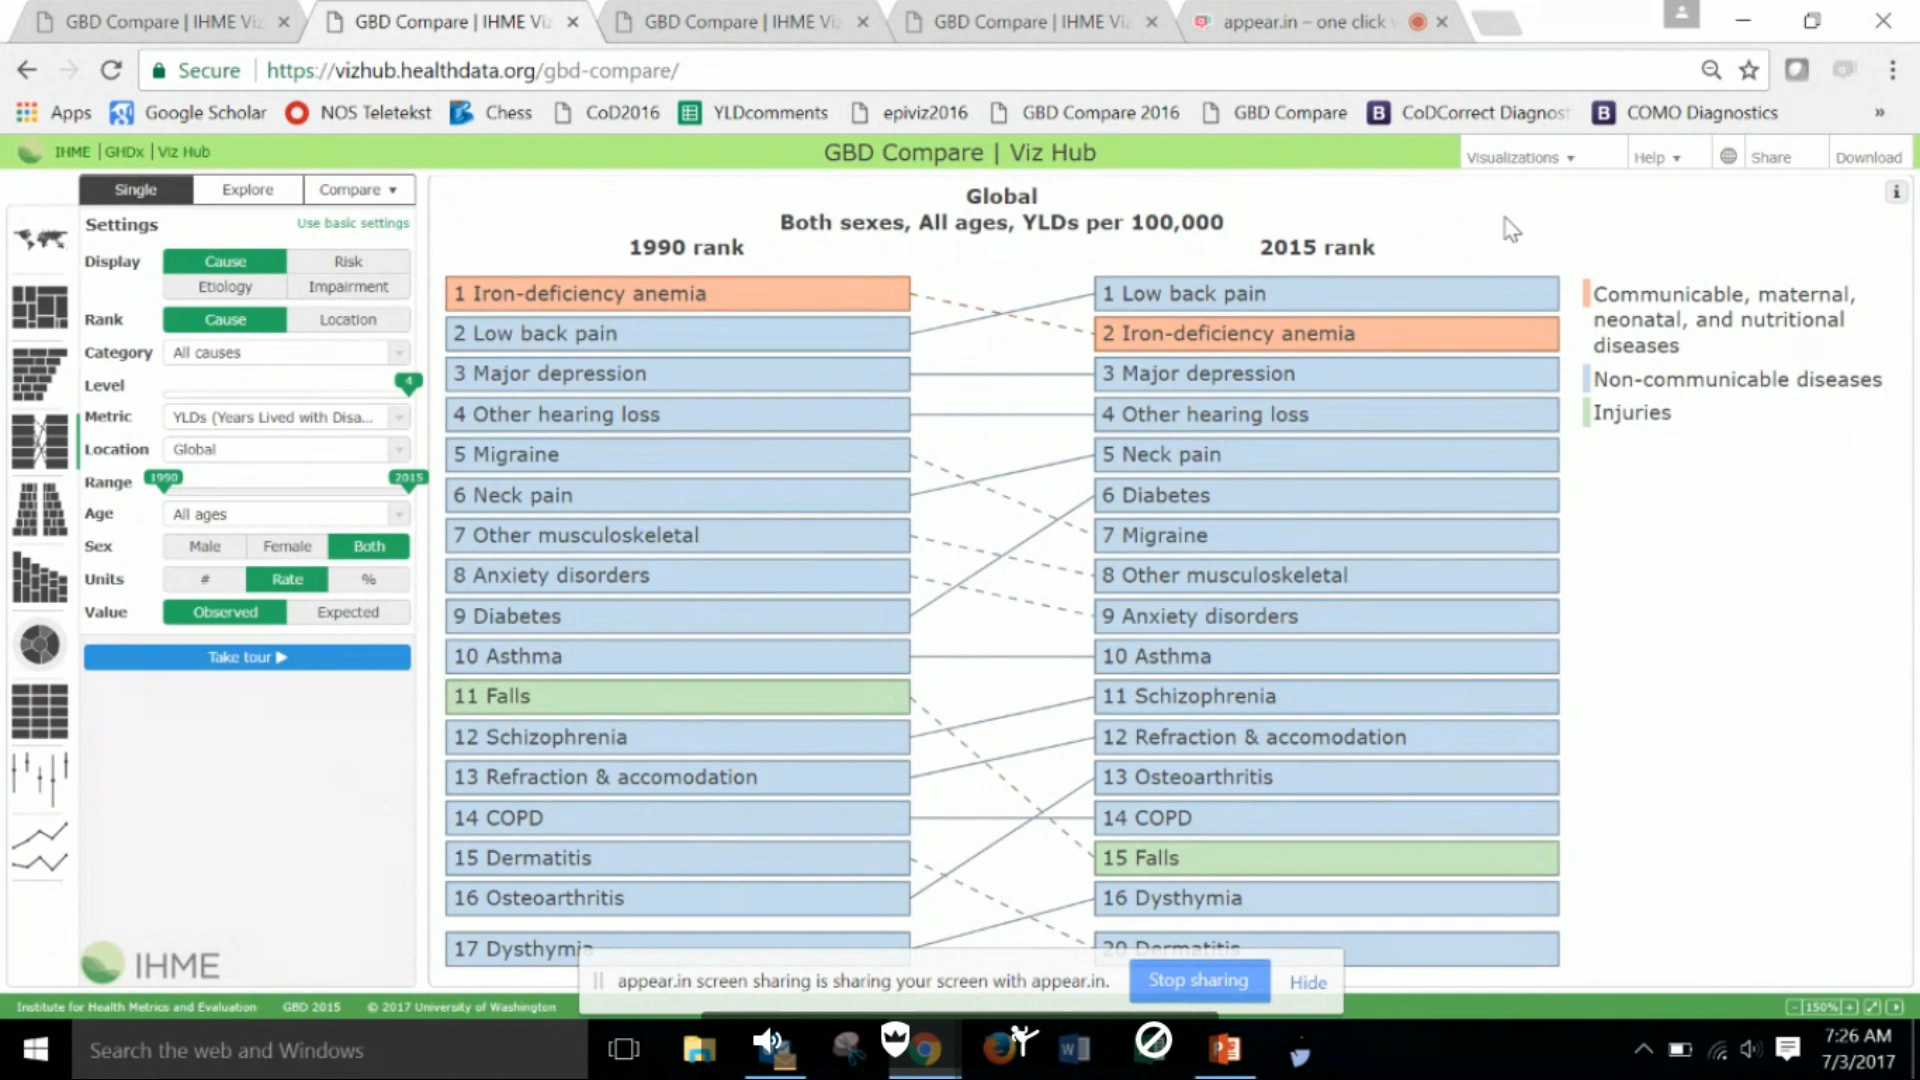 GBD Compare | IHME Viz
GBD Compare | IHME Viz
GBD Compare | IHME Viz
GBD Compare | IHME Viz
appear.in – one click
Secure
https://vizhub.healthdata.org/gbd-compare/
Apps
Google Scholar
NOS Teletekst
Chess
CoD2016
YLDcomments
epiviz2016
GBD Compare 2016
GBD Compare
B
CoDCorrect Diagnost
B
COMO Diagnostics
»
IHME | GHDx | Viz Hub
GBD Compare | Viz Hub
Visualizations
Help
Share
Download
Single
Explore
Compare
Settings
Use basic settings
Display
Cause
Risk
Etiology
Impairment
Rank
Cause
Location
Category
All causes
Level
4
Metric
YLDs (Years Lived with Disa...
Location
Global
Range
1990
2015
Age
All ages
Sex
Male
Female
Both
Units
#
Rate
%
Value
Observed
Expected
Take tour
IHME
Global
Both sexes, All ages, YLDs per 100,000
1990 rank
2015 rank
1 Iron-deficiency anemia
2 Low back pain
3 Major depression
4 Other hearing loss
5 Migraine
6 Neck pain
7 Other musculoskeletal
8 Anxiety disorders
9 Diabetes
10 Asthma
11 Falls
12 Schizophrenia
13 Refraction & accomodation
14 COPD
15 Dermatitis
16 Osteoarthritis
17 Dysthymia
1 Low back pain
2 Iron-deficiency anemia
3 Major depression
4 Other hearing loss
5 Neck pain
6 Diabetes
7 Migraine
8 Other musculoskeletal
9 Anxiety disorders
10 Asthma
11 Schizophrenia
12 Refraction & accomodation
13 Osteoarthritis
14 COPD
15 Falls
16 Dysthymia
20 Dermatitis
i
Communicable, maternal,
neonatal, and nutritional
diseases
Non-communicable diseases
Injuries
appear.in screen sharing is sharing your screen with appear.in.
Stop sharing
Hide
Institute for Health Metrics and Evaluation
GBD 2015
© 2017 University of Washington
- 150% +
Search the web and Windows
7:26 AM
7/3/2017